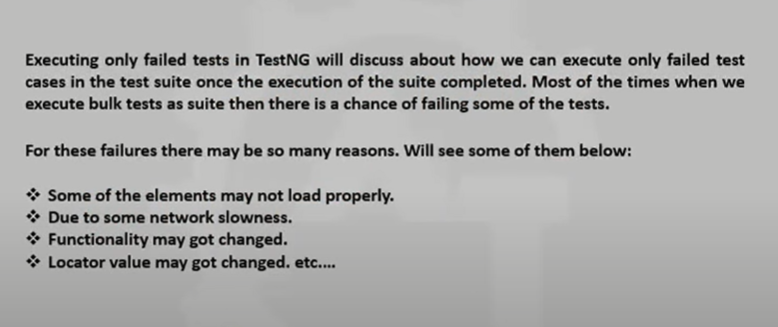 Executing only failed tests in TestNG will discuss about how we can execute only failed test
cases in the test suite once the execution of the suite completed. Most of the times when we
execute bulk tests as suite then there is a chance of failing some of the tests.
For these failures there may be so many reasons. Will see some of them below:
❖ Some of the elements may not load properly.
❖ Due to some network slowness.
❖ Functionality may got changed.
❖ Locator value may got changed. etc....